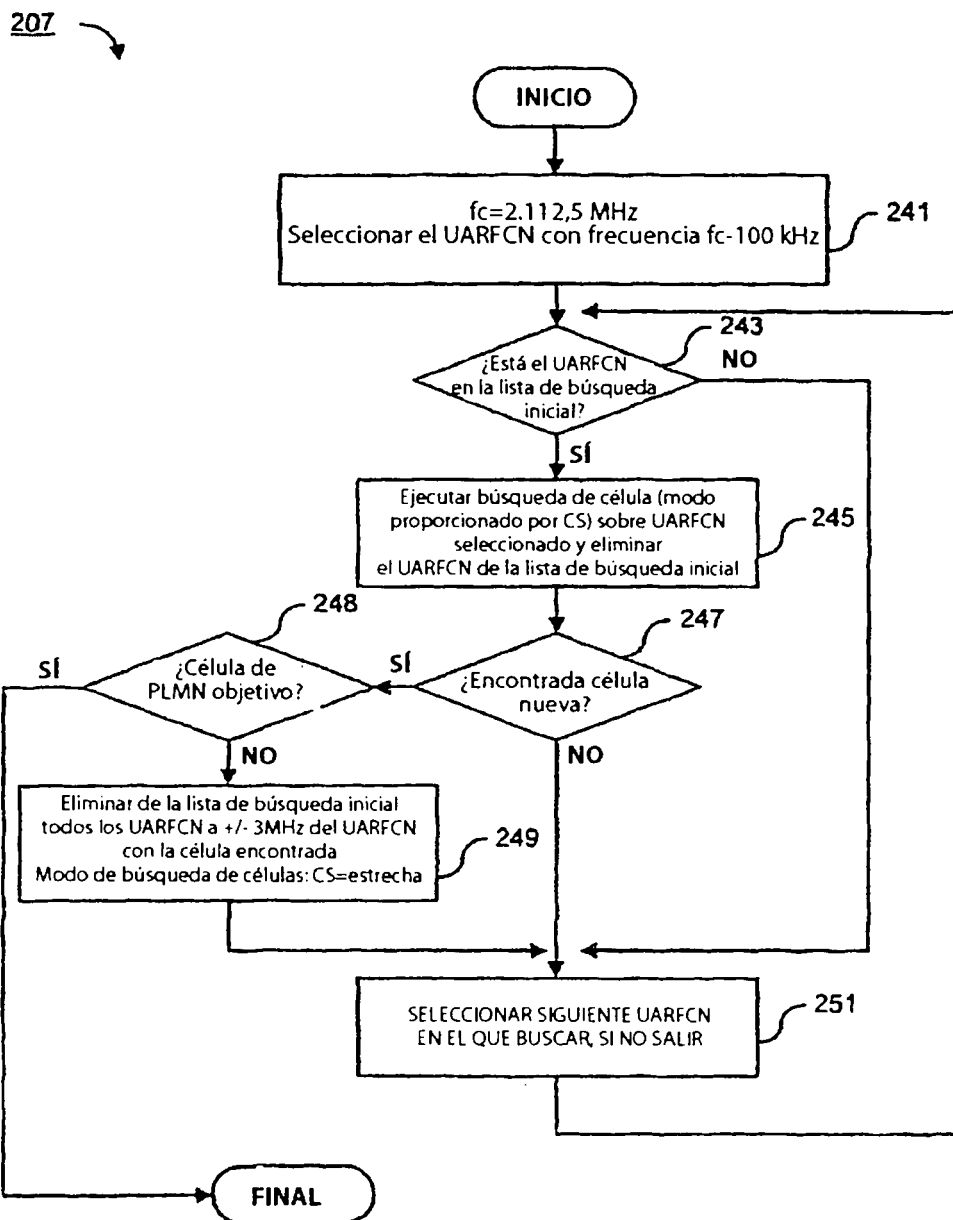 207
INICIO
fc=2.112,5 MHz
Seleccionar el UARFCN con frecuencia fc-100 kHz
241
243
¿Está el UARFCN
en la lista de búsqueda
inicial?
NO
SÍ
Ejecutar búsqueda de célula (modo
proporcionado por CS) sobre UARFCN
seleccionado y eliminar
el UARFCN de la lista de búsqueda inicial
245
248
247
SÍ
¿Célula de
PLMN objetivo?
SÍ
¿Encontrada célula
nueva?
NO
NO
Eliminar de la lista de búsqueda inicial
todos los UARFCN a +/- 3MHz del UARFCN
con la célula encontrada
Modo de búsqueda de células: CS=estrecha
249
SELECCIONAR SIGUIENTE UARFCN
EN EL QUE BUSCAR, SI NO SALIR
251
FINAL